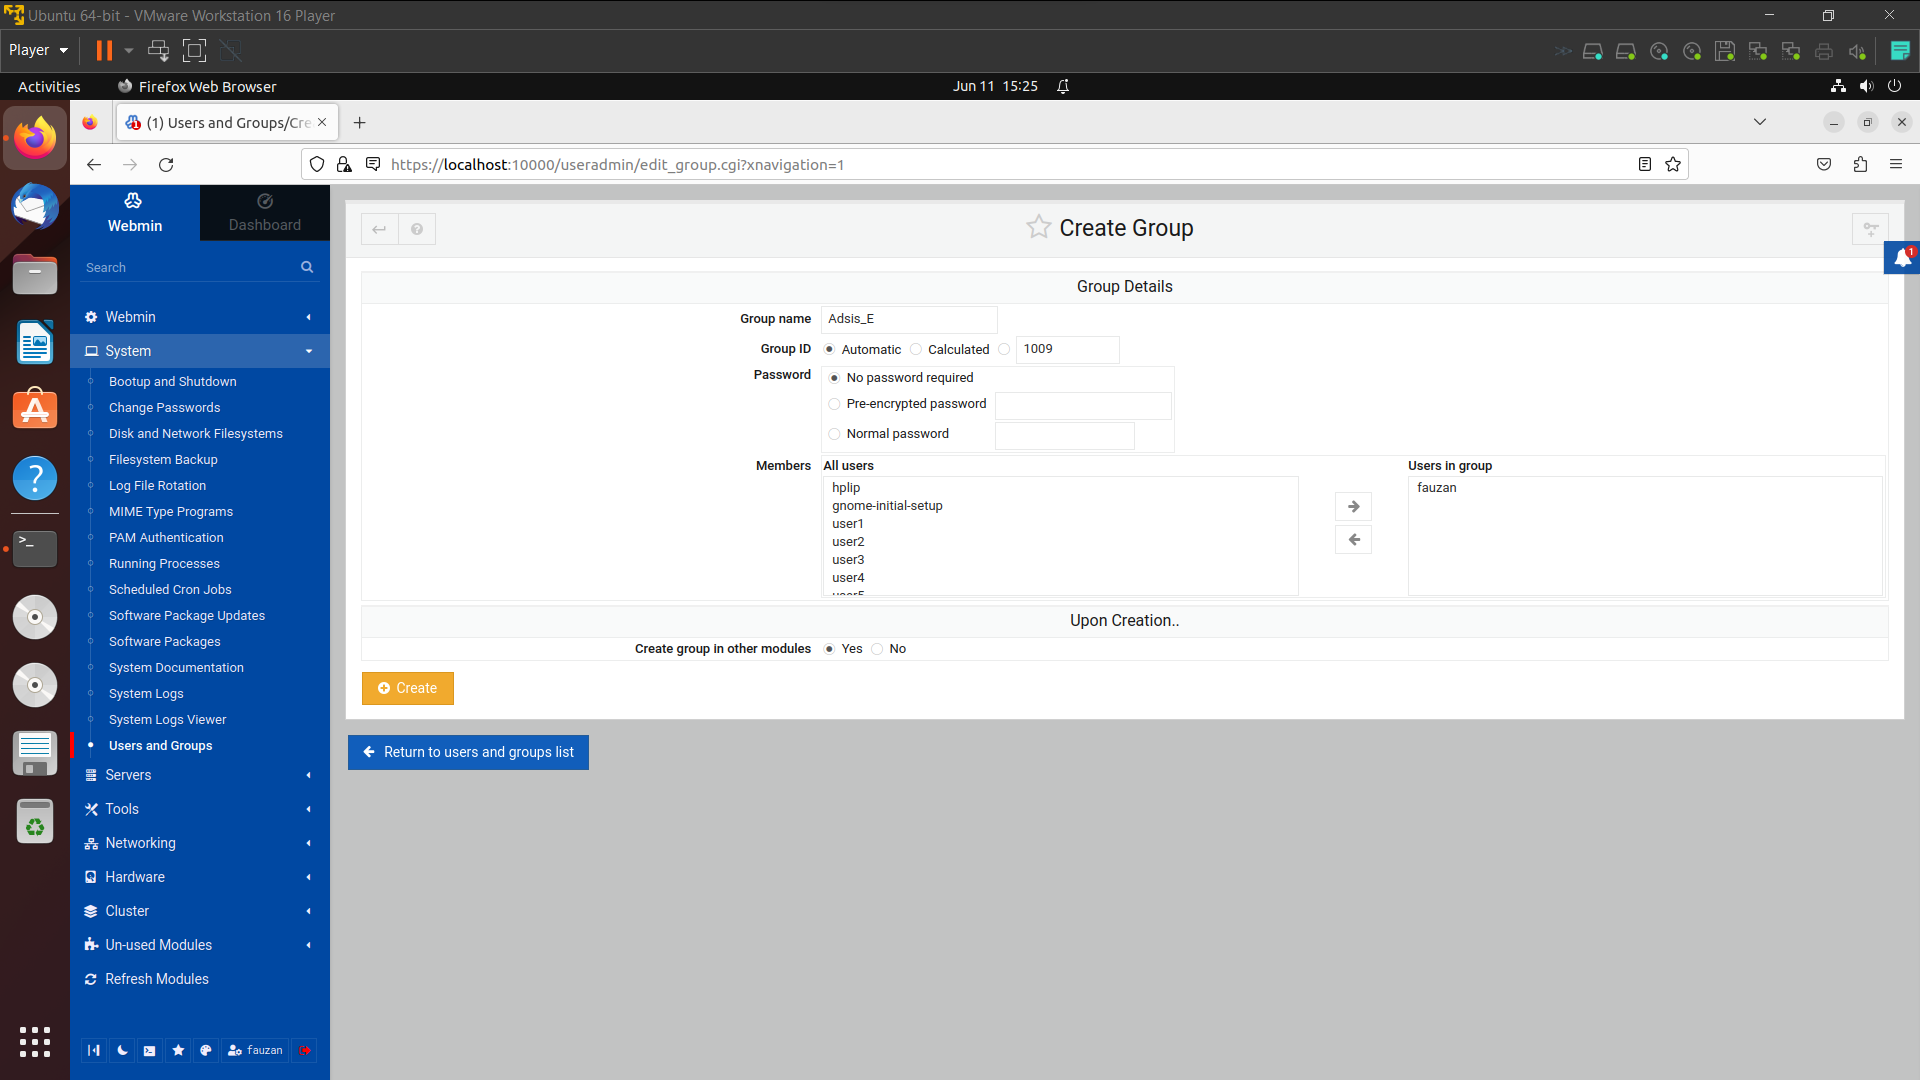 Ubuntu 64-bit - VMware Workstation 16 Player
Player
Activities
Firefox Web Browser
Jun 11 15:25
(1) Users and Groups/Cre
https://localhost:10000/useradmin/edit_group.cgi?xnavigation=1
Webmin
Dashboard
Search
Webmin
System
Bootup and Shutdown
Change Passwords
Disk and Network Filesystems
Filesystem Backup
Log File Rotation
MIME Type Programs
PAM Authentication
Running Processes
Scheduled Cron Jobs
Software Package Updates
Software Packages
System Documentation
System Logs
System Logs Viewer
Users and Groups
Servers
Tools
Networking
Hardware
Cluster
Un-used Modules
Refresh Modules
fauzan
Create Group
1
Group Details
Group name Adsis_E
Group ID Automatic Calculated 1009
Password No password required
Pre-encrypted password
Normal password
Members All users Users in group
hplip
gnome-initial-setup
user1
user2
user3
user4
user5
fauzan
Upon Creation..
Create group in other modules Yes No
Create
Return to users and groups list